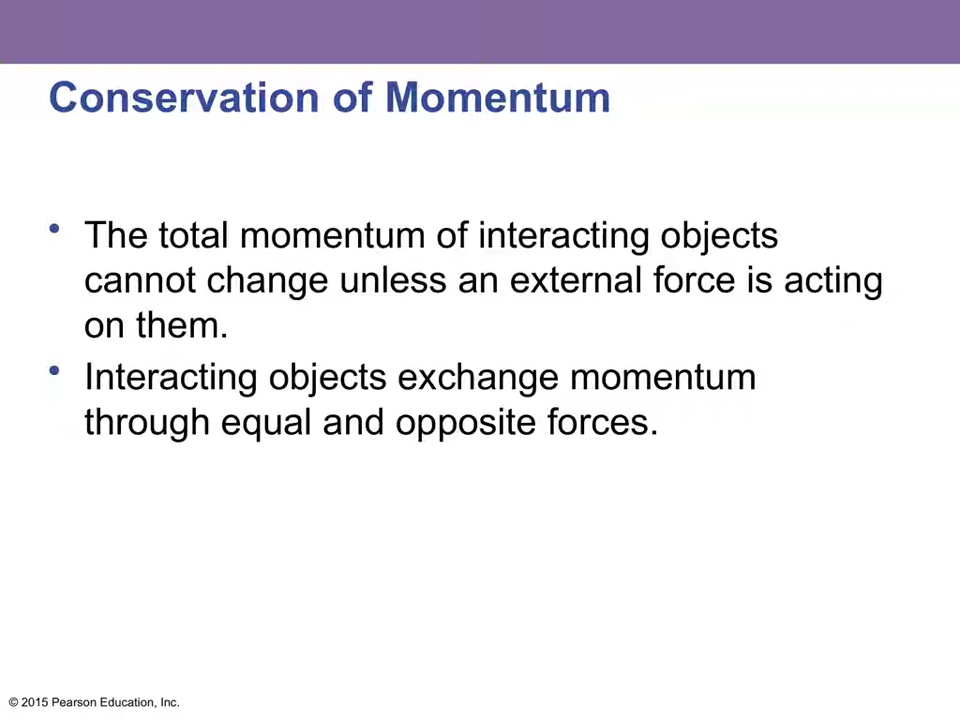 Conservation of Momentum
• The total momentum of interacting objects
cannot change unless an external force is acting
on them.
• Interacting objects exchange momentum
through equal and opposite forces.
© 2015 Pearson Education, Inc.